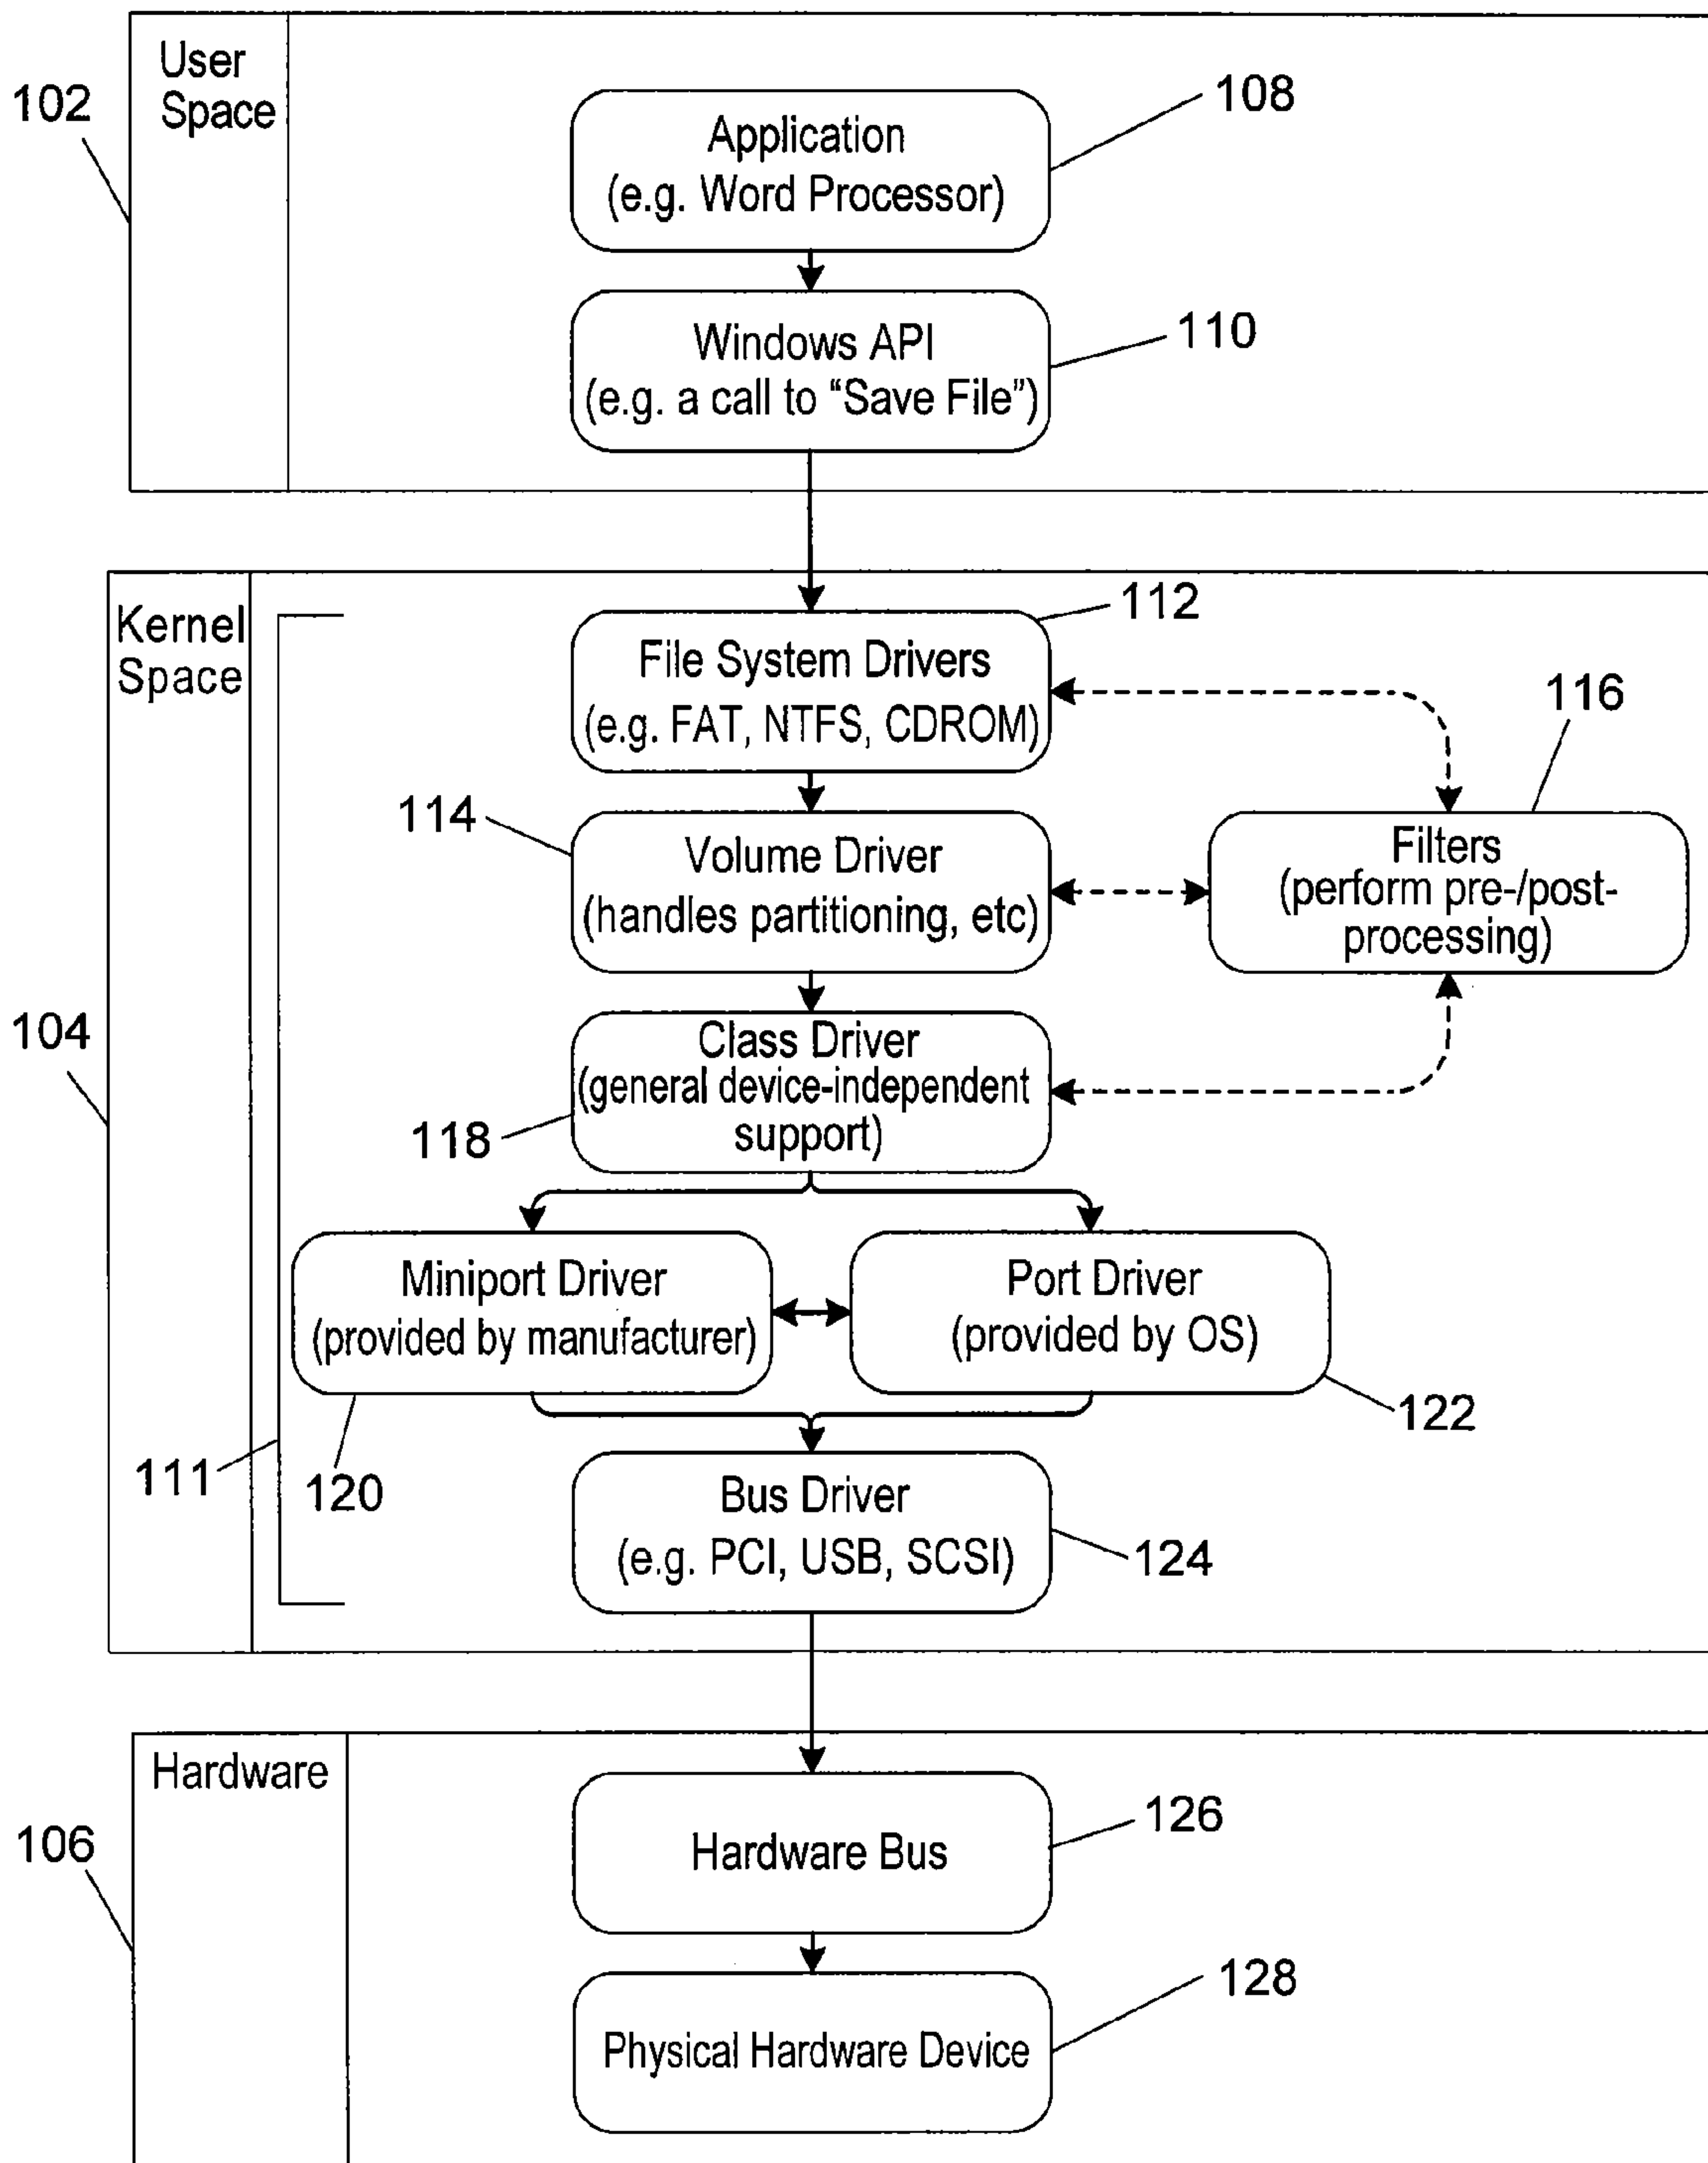 User
Space
102
108
Application
(e.g. Word Processor)
110
Windows API
(e.g. a call to “Save File”)
Kernel
Space
104
111
112
File System Drivers
(e.g. FAT, NTFS, CDROM)
116
114
Volume Driver
(handles partitioning, etc)
Filters
(perform pre-/post-
processing)
Class Driver
(general device-independent
support)
118
Miniport Driver
(provided by manufacturer)
120
Port Driver
(provided by OS)
122
Bus Driver
(e.g. PCI, USB, SCSI)
124
Hardware
106
126
Hardware Bus
128
Physical Hardware Device